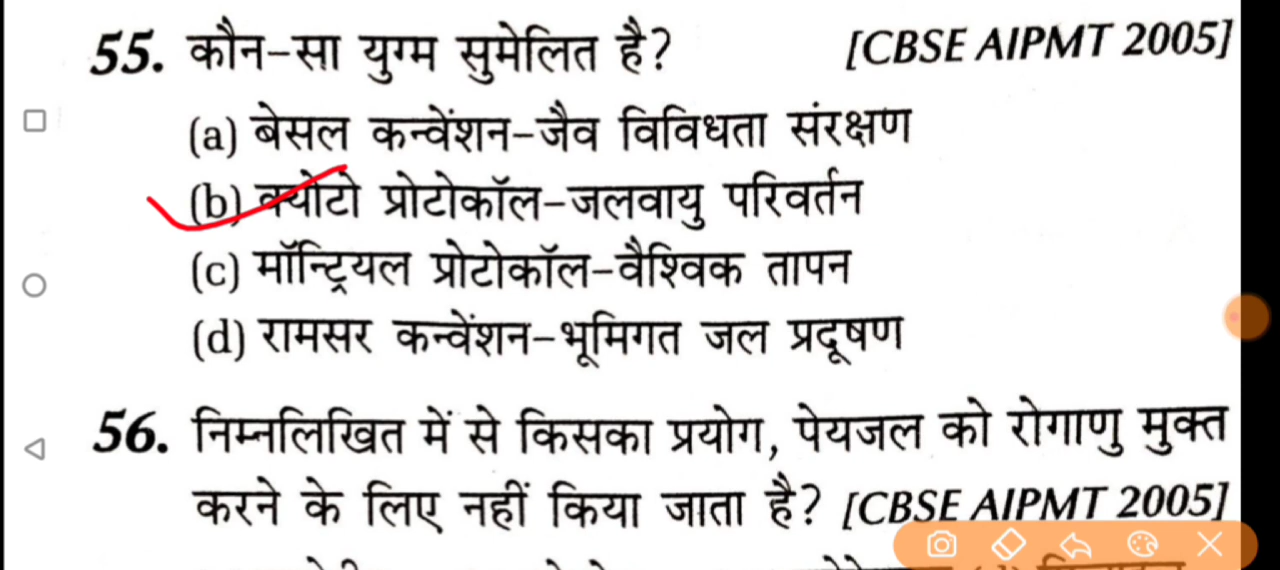 55. कौन-सा युग्म सुमेलित है? [CBSE AIPMT 2005]
(a) बेसल कन्वेंशन-जैव विविधता संरक्षण
(b) क्योटो प्रोटोकॉल-जलवायु परिवर्तन
(c) मॉन्ट्रियल प्रोटोकॉल-वैश्विक तापन
(d) रामसर कन्वेंशन-भूमिगत जल प्रदूषण
56. निम्नलिखित में से किसका प्रयोग, पेयजल को रोगाणु मुक्त
करने के लिए नहीं किया जाता है? [CBSE AIPMT 2005]